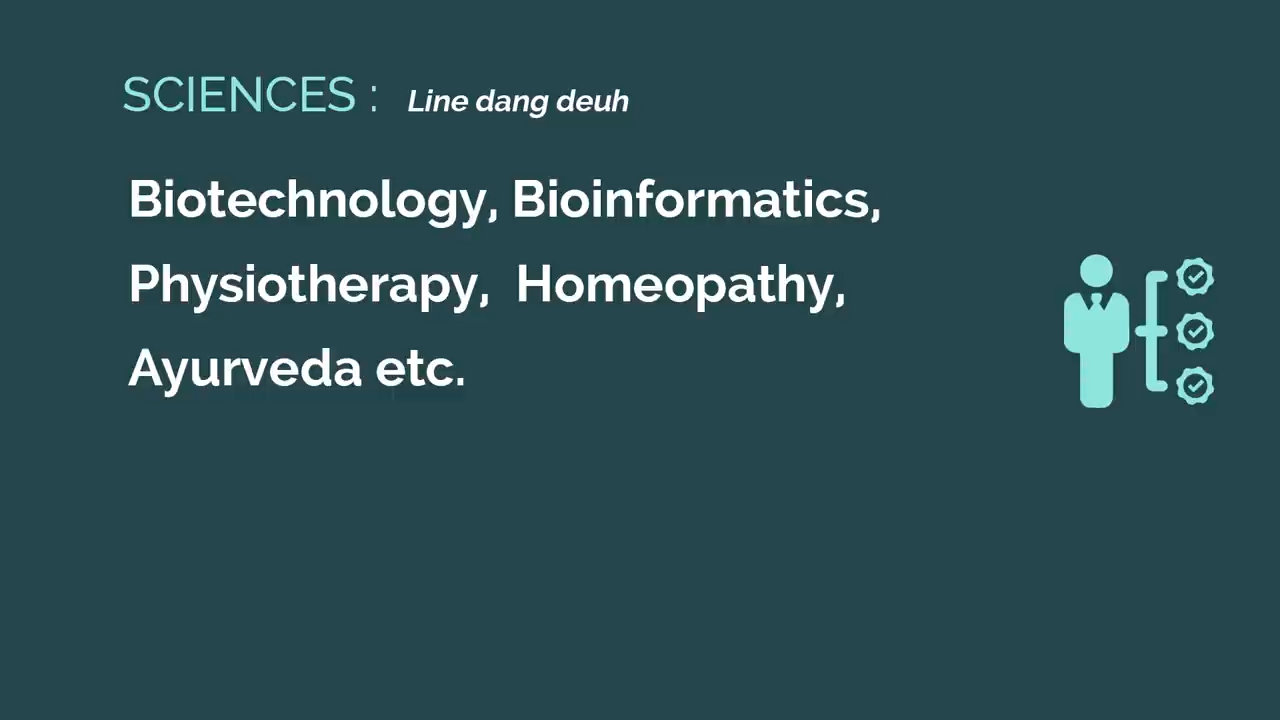 SCIENCES : Line dang deuh
Biotechnology, Bioinformatics,
Physiotherapy, Homeopathy,
Ayurveda etc.